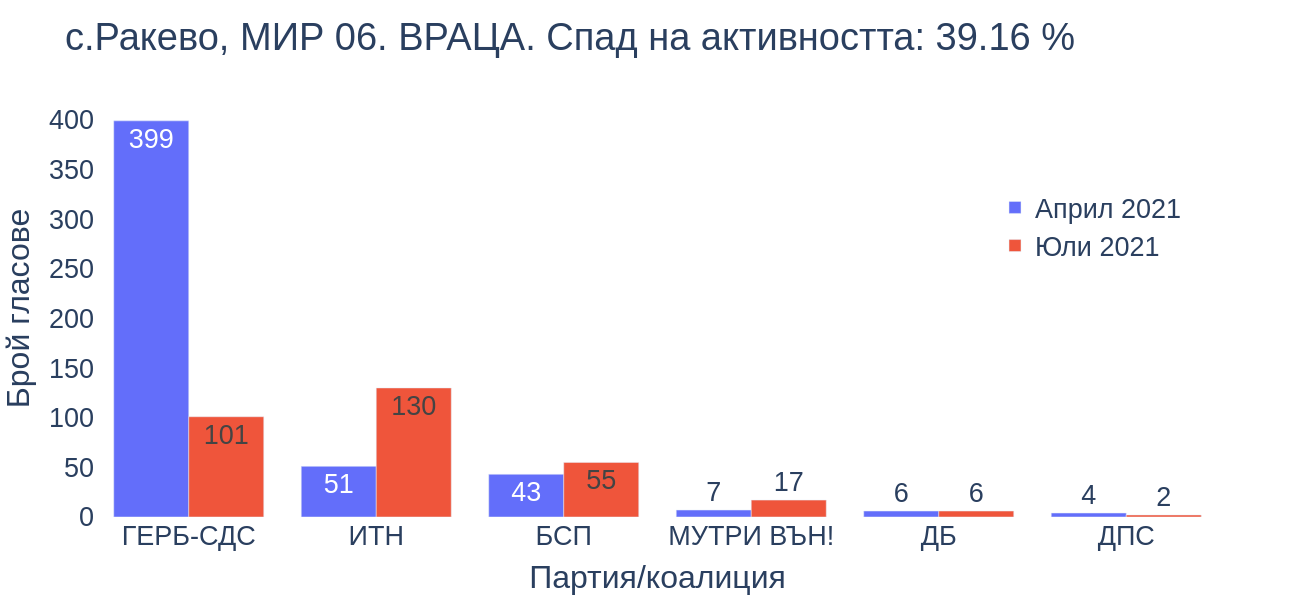 с.Ракево, МИР 06. ВРАЦА. Спад на активността: 39.16 %
Брой гласове
400
350
300
250
200
150
100
50
0
399
101
51
130
43
55
7
17
6
6
4
2
Април 2021
Юли 2021
ГЕРБ-СДС
ИТН
БСП
МУТРИ ВЪН!
ДБ
ДПС
Партия/коалиция